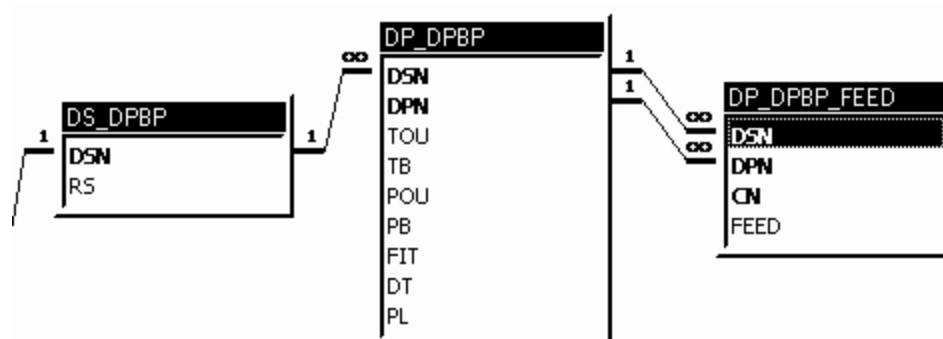 DS_DPBP
1
DSN
1
RS
DP_DPBP
∞
DSN
1
DPN
1
TOU
TB
POU
PB
FIT
DT
PL
DP_DPBP_FEED
∞
DSN
∞
DPN
CN
FEED